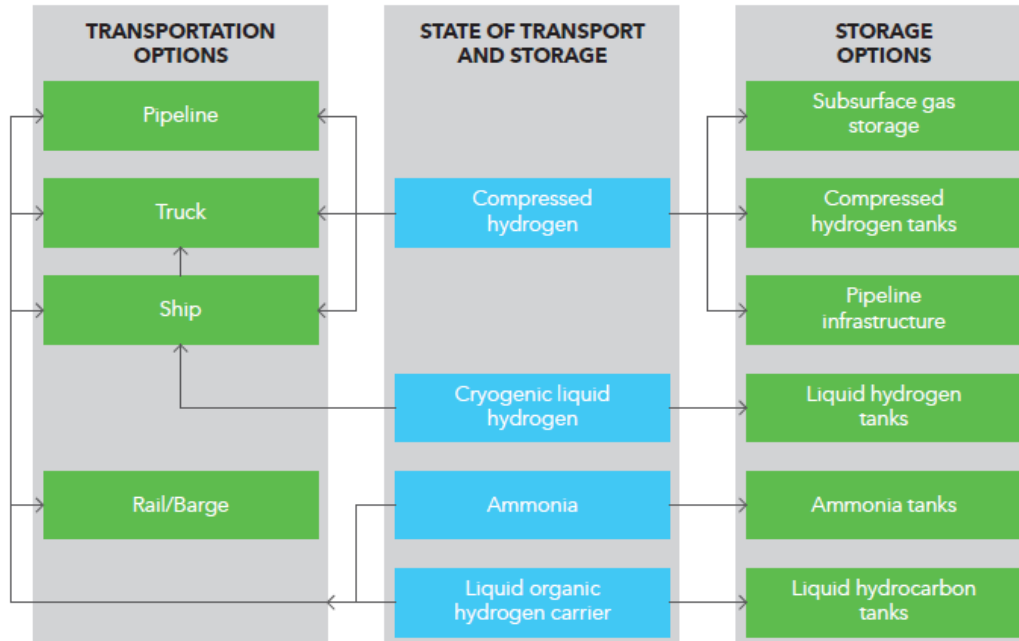 TRANSPORTATION
OPTIONS
STATE OF TRANSPORT
AND STORAGE
STORAGE
OPTIONS
Pipeline
Subsurface gas
storage
Truck
Compressed
hydrogen
Compressed
hydrogen tanks
Ship
Pipeline
infrastructure
Cryogenic liquid
hydrogen
Liquid hydrogen
tanks
Rail/Barge
Ammonia
Ammonia tanks
Liquid organic
hydrogen carrier
Liquid hydrocarbon
tanks